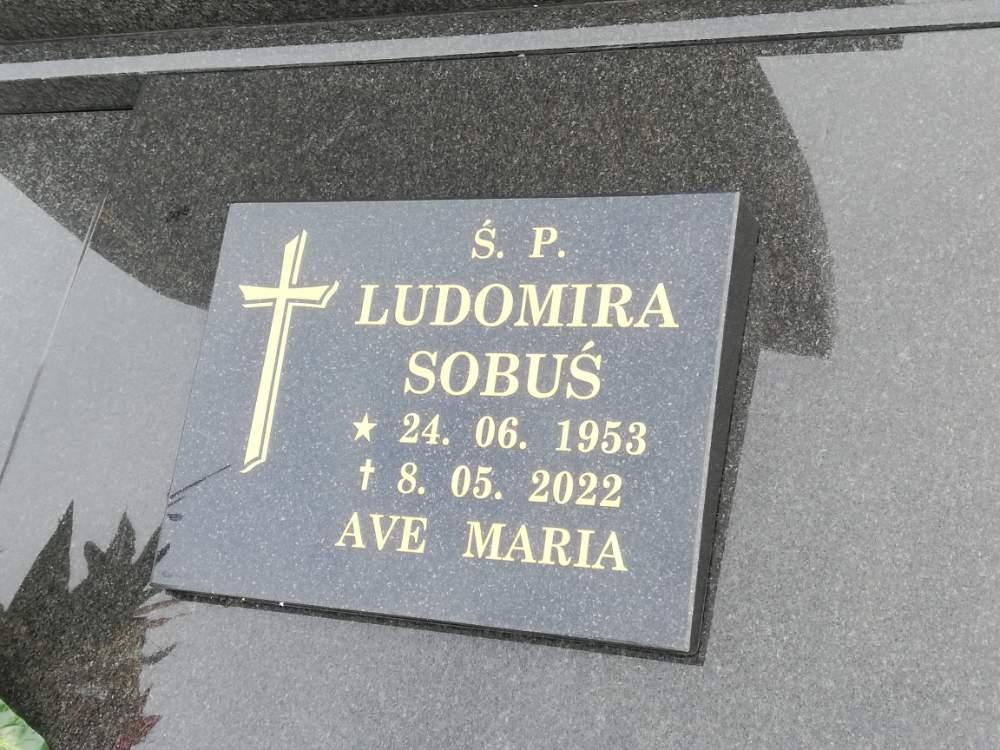 Ś. P.
LUDOMIRA
SOBUŚ
★ 24. 06. 1953
✝ 8. 05. 2022
AVE MARIA